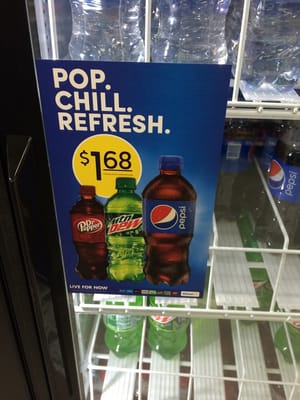 POP.
CHILL.
REFRESH.
$1.68
Dr Pepper
Mtn DEW
pepsi
pepsi
LIVE FOR NOW